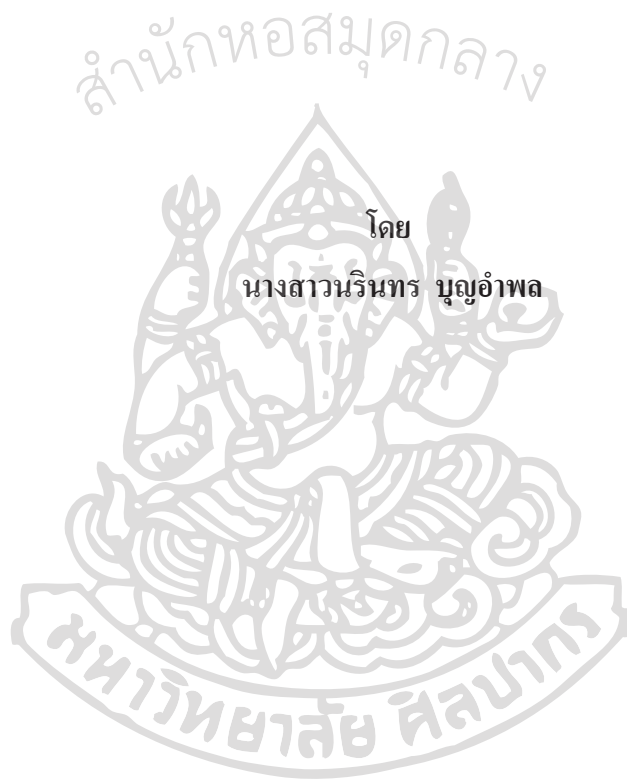 สำนักหอสมุดกลาง
โดย
นางสาวนรินทร บุญอำพล
มหาวิทยาลัย ศิลปากร